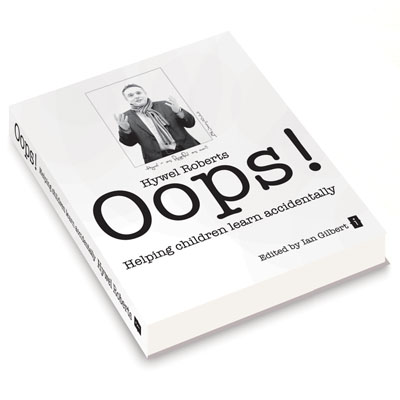 Hywel Roberts
Oops!
Helping children learn accidentally
Edited by Ian Gilbert
Oops! Helping children learn accidentally Hywel Roberts